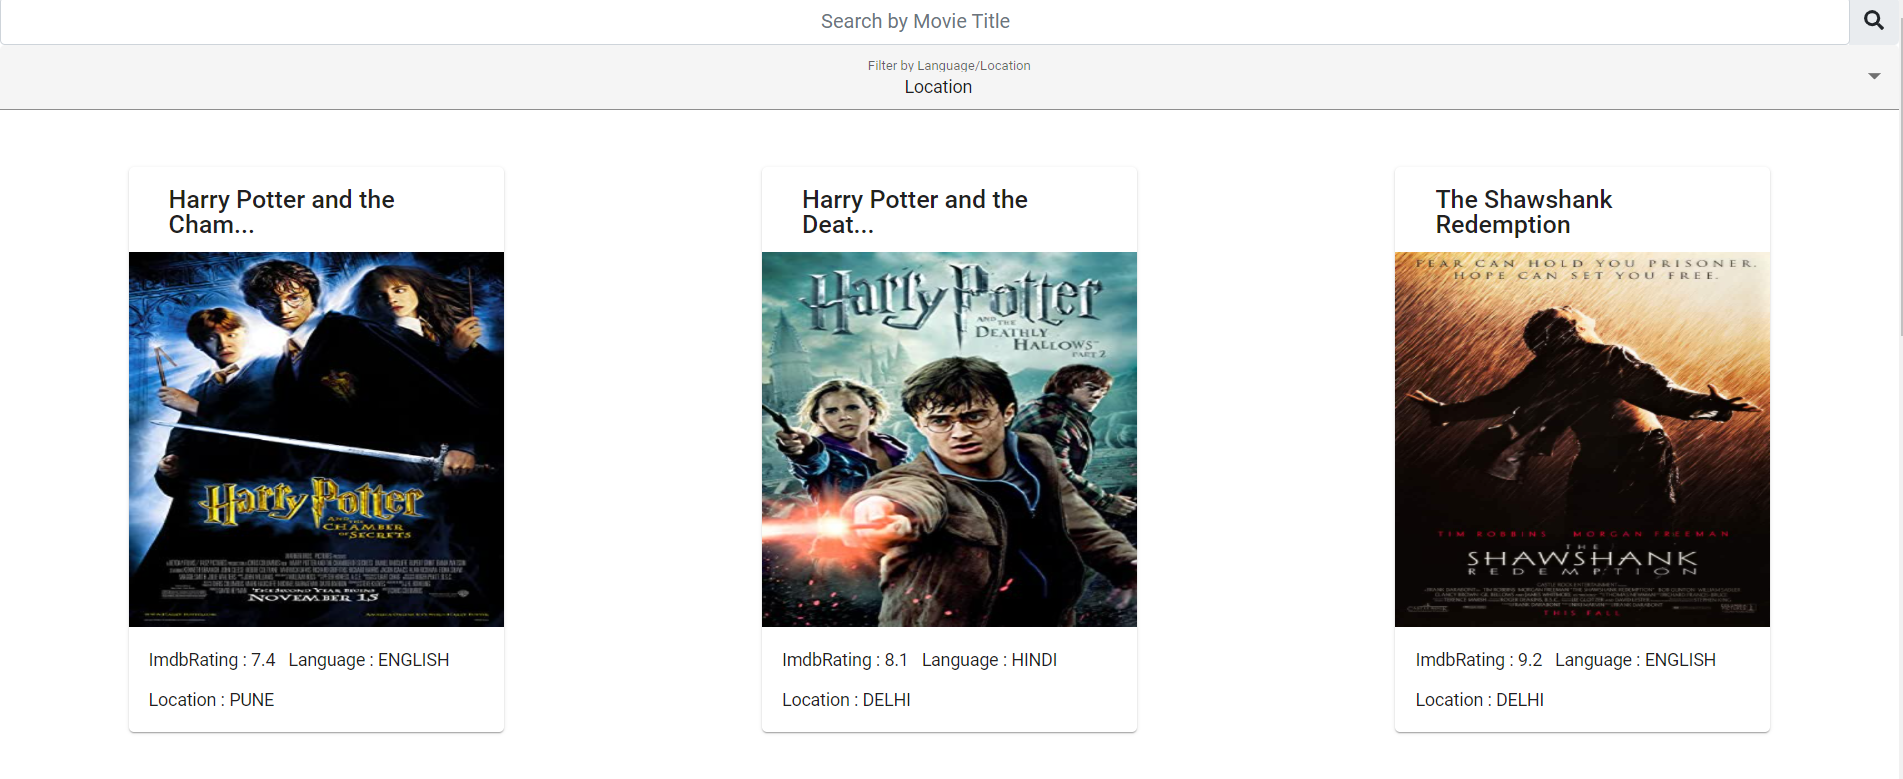 Search by Movie Title
Filter by Language/Location
Location
Harry Potter and the
Cham...
Harry Potter
AND THE
CHAMBER
OF SECRETS
THE SECOND YEAR BEGINS
NOVEMBER 15
ImdbRating : 7.4 Language : ENGLISH
Location : PUNE
Harry Potter and the
Deat...
Harry Potter
AND THE
DEATHLY
HALLOWS
PART 2
ImdbRating : 8.1 Language : HINDI
Location : DELHI
The Shawshank
Redemption
FEAR CAN HOLD YOU PRISONER.
HOPE CAN SET YOU FREE.
TIM ROBBINS MORGAN FREEMAN
THE
SHAWSHANK
REDEMPTION
THIS FALL
ImdbRating : 9.2 Language : ENGLISH
Location : DELHI